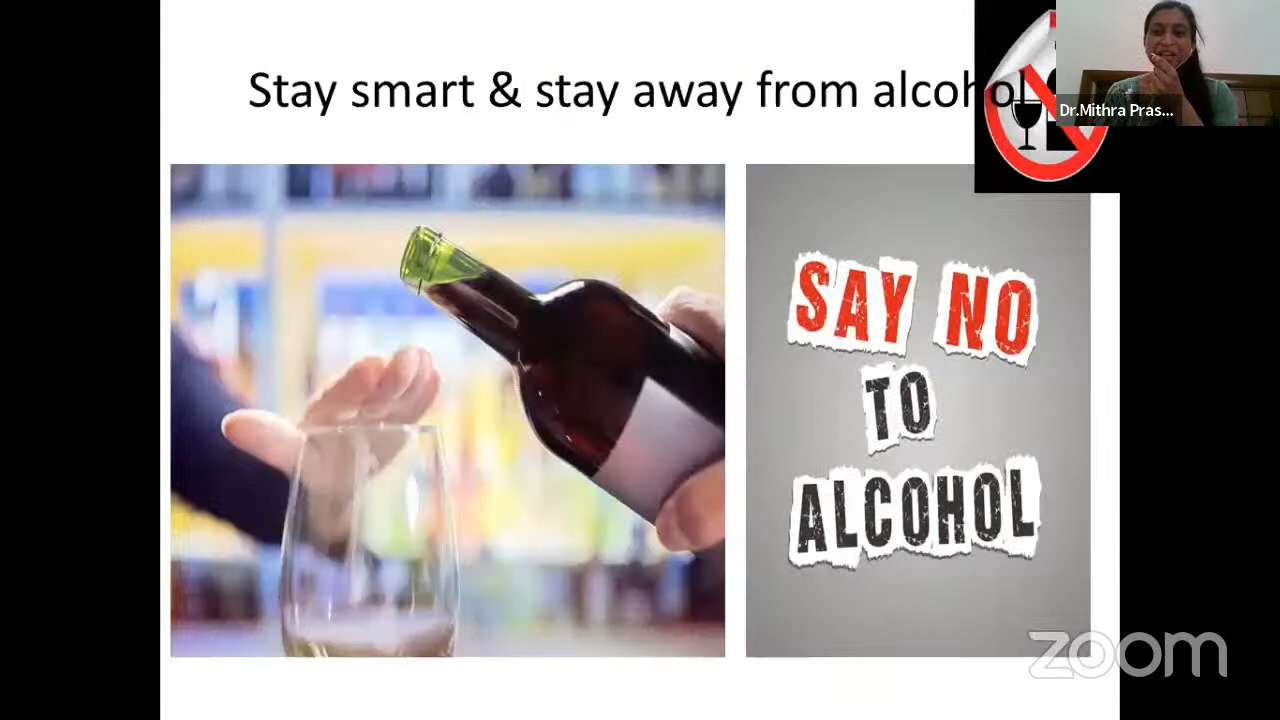 Stay smart & stay away from alcohol
Dr.Mithra Pras...
SAY NO
TO
ALCOHOL
zoom